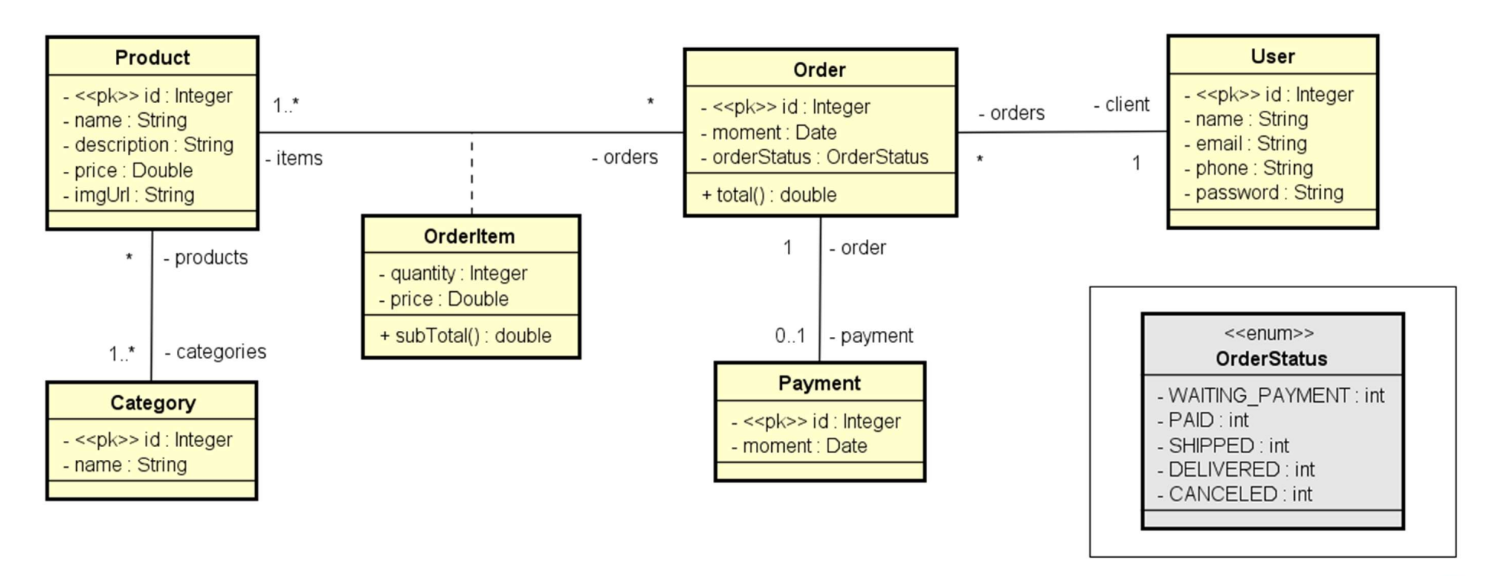 Product
- <<pk>> id : Integer
- name : String
- description : String
- price : Double
- imgUrl : String
1..*
- items
*
- orders
Order
- <<pk>> id : Integer
- moment : Date
- orderStatus : OrderStatus
+ total() : double
- orders
*
- client
1
User
- <<pk>> id : Integer
- name : String
- email : String
- phone : String
- password : String
OrderItem
- quantity : Integer
- price : Double
+ subTotal() : double
* - products
1..* - categories
Category
- <<pk>> id : Integer
- name : String
1 - order
0..1 - payment
Payment
- <<pk>> id : Integer
- moment : Date
<<enum>>
OrderStatus
- WAITING_PAYMENT : int
- PAID : int
- SHIPPED : int
- DELIVERED : int
- CANCELED : int